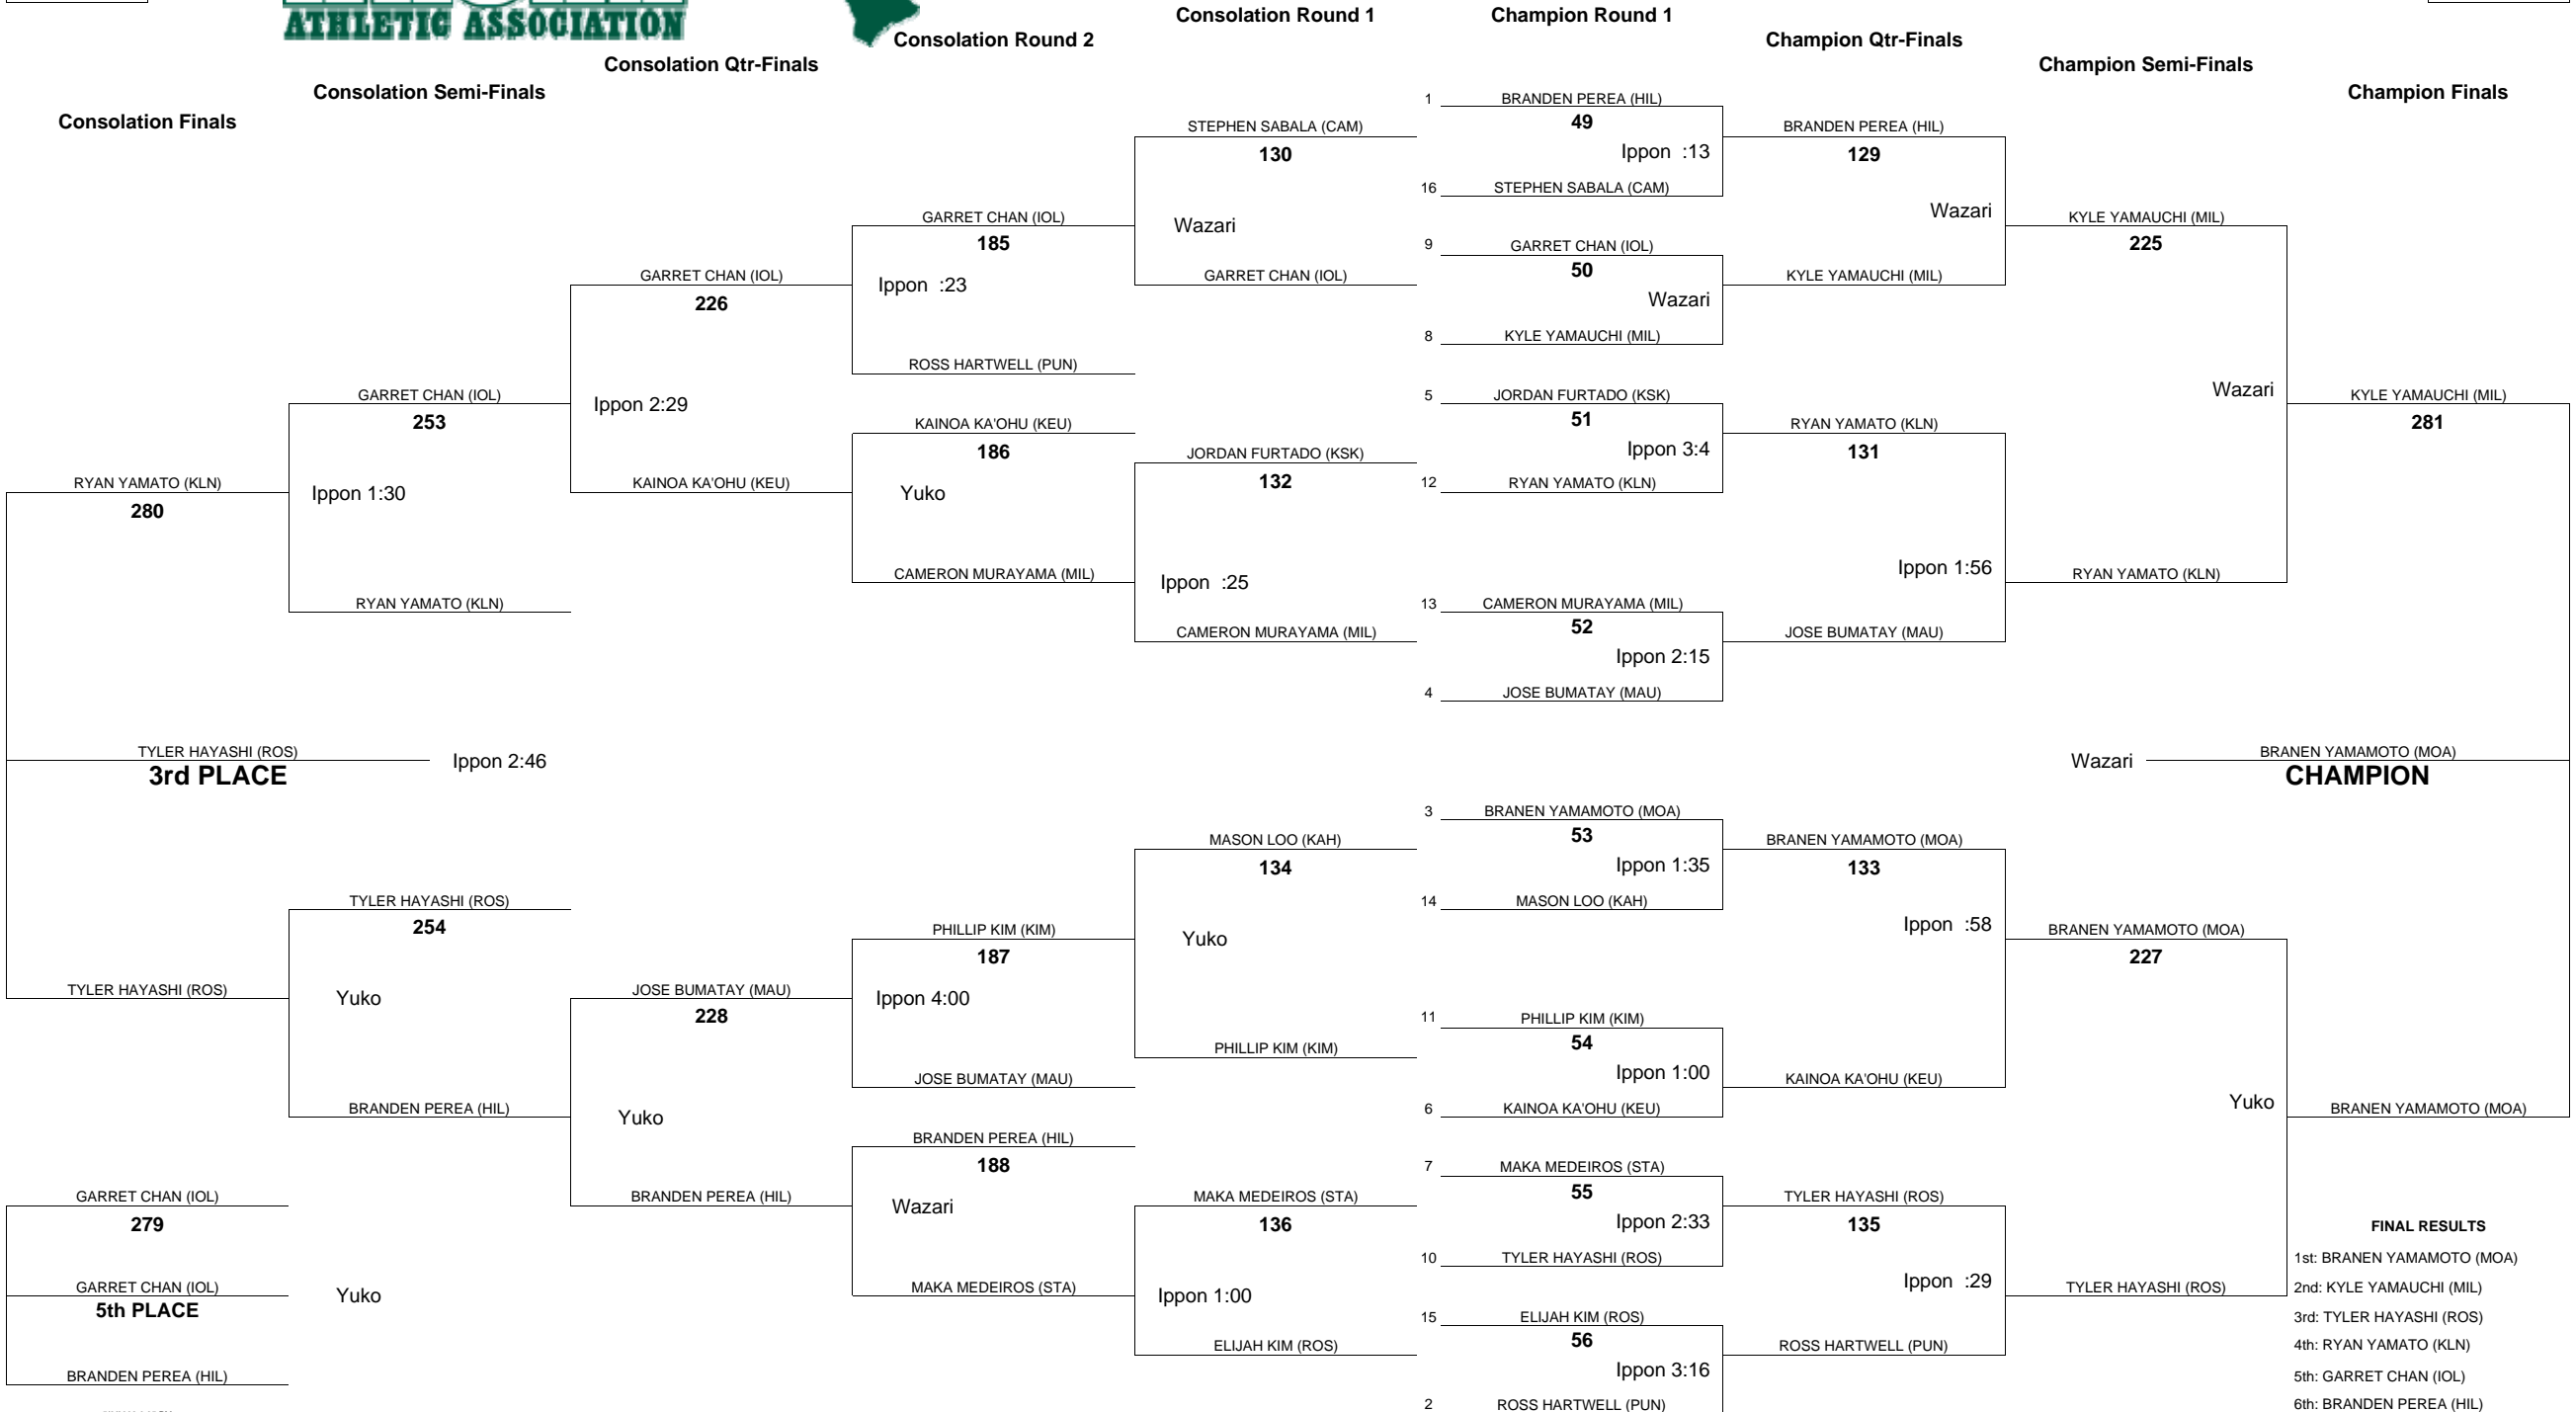 ATHLETIC ASSOCIATION
Consolation Finals
Consolation Semi-Finals
Consolation Qtr-Finals
Consolation Round 2
Consolation Round 1
Champion Round 1
Champion Qtr-Finals
Champion Semi-Finals
Champion Finals
RYAN YAMATO (KLN)
280
TYLER HAYASHI (ROS)
3rd PLACE
Ippon 2:46
TYLER HAYASHI (ROS)
GARRET CHAN (IOL)
279
GARRET CHAN (IOL)
5th PLACE
Yuko
BRANDEN PEREA (HIL)
GARRET CHAN (IOL)
253
Ippon 1:30
RYAN YAMATO (KLN)
TYLER HAYASHI (ROS)
254
Yuko
BRANDEN PEREA (HIL)
GARRET CHAN (IOL)
226
Ippon 2:29
KAINOA KA'OHU (KEU)
JOSE BUMATAY (MAU)
228
Yuko
BRANDEN PEREA (HIL)
GARRET CHAN (IOL)
185
Ippon :23
ROSS HARTWELL (PUN)
KAINOA KA'OHU (KEU)
186
Yuko
CAMERON MURAYAMA (MIL)
PHILLIP KIM (KIM)
187
Ippon 4:00
JOSE BUMATAY (MAU)
BRANDEN PEREA (HIL)
188
Wazari
MAKA MEDEIROS (STA)
STEPHEN SABALA (CAM)
130
Wazari
GARRET CHAN (IOL)
JORDAN FURTADO (KSK)
132
Ippon :25
CAMERON MURAYAMA (MIL)
MASON LOO (KAH)
134
Yuko
PHILLIP KIM (KIM)
MAKA MEDEIROS (STA)
136
Ippon 1:00
ELIJAH KIM (ROS)
1 BRANDEN PEREA (HIL)
49
Ippon :13
16 STEPHEN SABALA (CAM)
9 GARRET CHAN (IOL)
50
Wazari
8 KYLE YAMAUCHI (MIL)
5 JORDAN FURTADO (KSK)
51
Ippon 3:4
12 RYAN YAMATO (KLN)
13 CAMERON MURAYAMA (MIL)
52
Ippon 2:15
4 JOSE BUMATAY (MAU)
3 BRANEN YAMAMOTO (MOA)
53
Ippon 1:35
14 MASON LOO (KAH)
11 PHILLIP KIM (KIM)
54
Ippon 1:00
6 KAINOA KA'OHU (KEU)
7 MAKA MEDEIROS (STA)
55
Ippon 2:33
10 TYLER HAYASHI (ROS)
15 ELIJAH KIM (ROS)
56
Ippon 3:16
2 ROSS HARTWELL (PUN)
BRANDEN PEREA (HIL)
129
Wazari
KYLE YAMAUCHI (MIL)
RYAN YAMATO (KLN)
131
Ippon 1:56
JOSE BUMATAY (MAU)
BRANEN YAMAMOTO (MOA)
133
Ippon :58
KAINOA KA'OHU (KEU)
TYLER HAYASHI (ROS)
135
Ippon :29
ROSS HARTWELL (PUN)
KYLE YAMAUCHI (MIL)
225
Wazari
RYAN YAMATO (KLN)
BRANEN YAMAMOTO (MOA)
227
Yuko
TYLER HAYASHI (ROS)
KYLE YAMAUCHI (MIL)
281
Wazari
BRANEN YAMAMOTO (MOA)
CHAMPION
BRANEN YAMAMOTO (MOA)
FINAL RESULTS
1st: BRANEN YAMAMOTO (MOA)
2nd: KYLE YAMAUCHI (MIL)
3rd: TYLER HAYASHI (ROS)
4th: RYAN YAMATO (KLN)
5th: GARRET CHAN (IOL)
6th: BRANDEN PEREA (HIL)